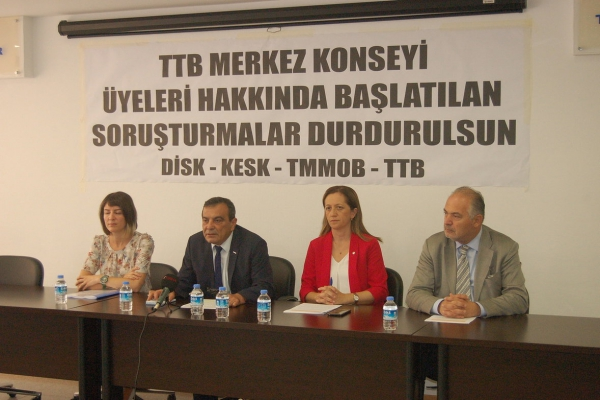 TTB MERKEZ KONSEYİ
ÜYELERİ HAKKINDA BAŞLATILAN
SORUŞTURMALAR DURDURULSUN
DİSK - KESK - TMMOB - TTB